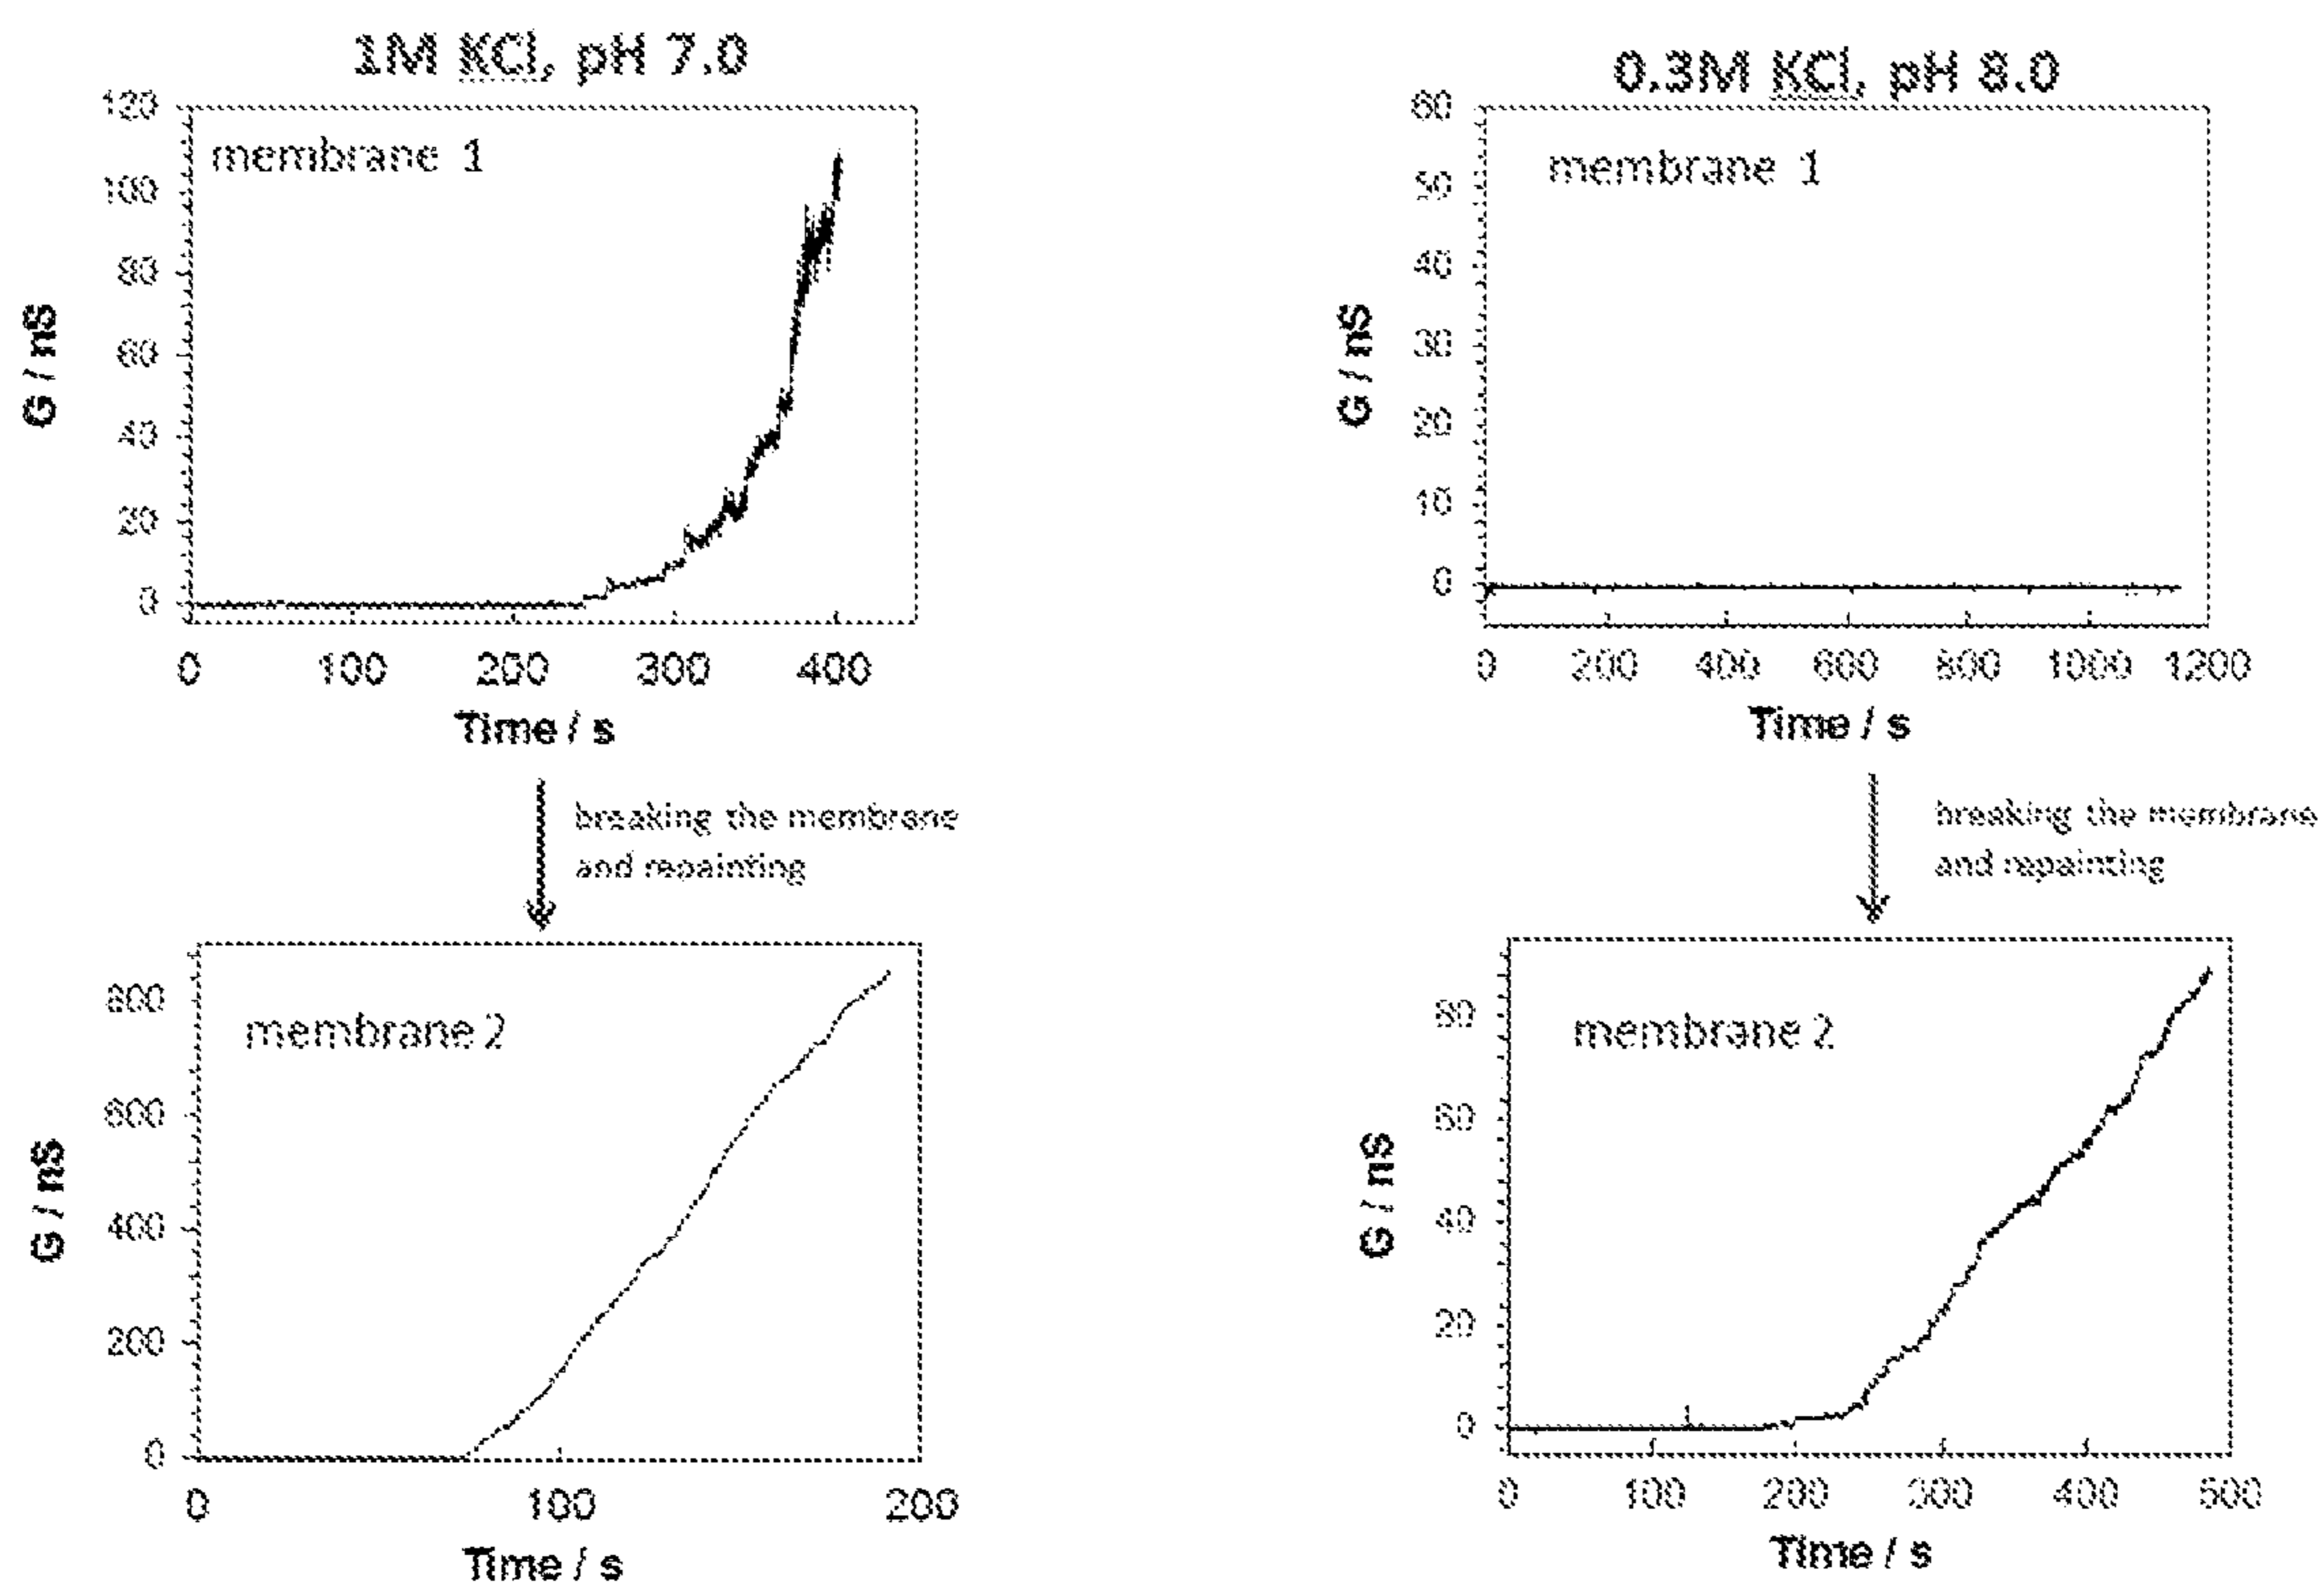 1M KCl, pH 7.0
120
100
80
60
40
20
0
G / nS
membrane 1
0 100 200 300 400
Time / s
breaking the membrane
and repainting
800
600
400
200
0
G / nS
membrane 2
0 100 200
Time / s
0.3M KCl, pH 8.0
60
50
40
30
20
10
0
G / nS
membrane 1
0 200 400 600 800 1000 1200
Time / s
breaking the membrane
and repainting
80
60
40
20
0
G / nS
membrane 2
0 100 200 300 400 500
Time / s